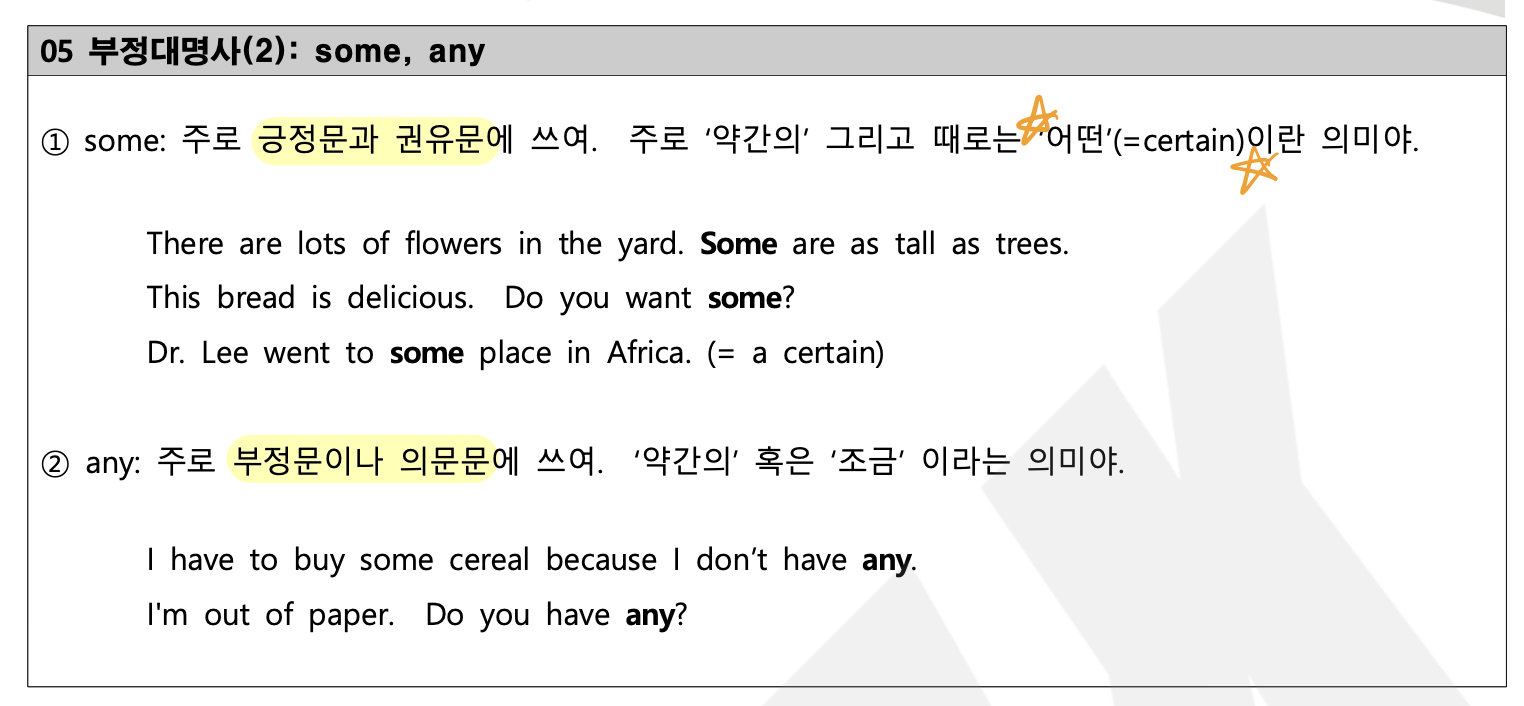 05 부정대명사(2): some, any
① some: 주로 긍정문과 권유문에 쓰여. 주로 ‘약간의’ 그리고 때로는 ‘어떤’(=certain)이란 의미야.
There are lots of flowers in the yard. Some are as tall as trees.
This bread is delicious. Do you want some?
Dr. Lee went to some place in Africa. (= a certain)
② any: 주로 부정문이나 의문문에 쓰여. ‘약간의’ 혹은 ‘조금’ 이라는 의미야.
I have to buy some cereal because I don’t have any.
I'm out of paper. Do you have any?